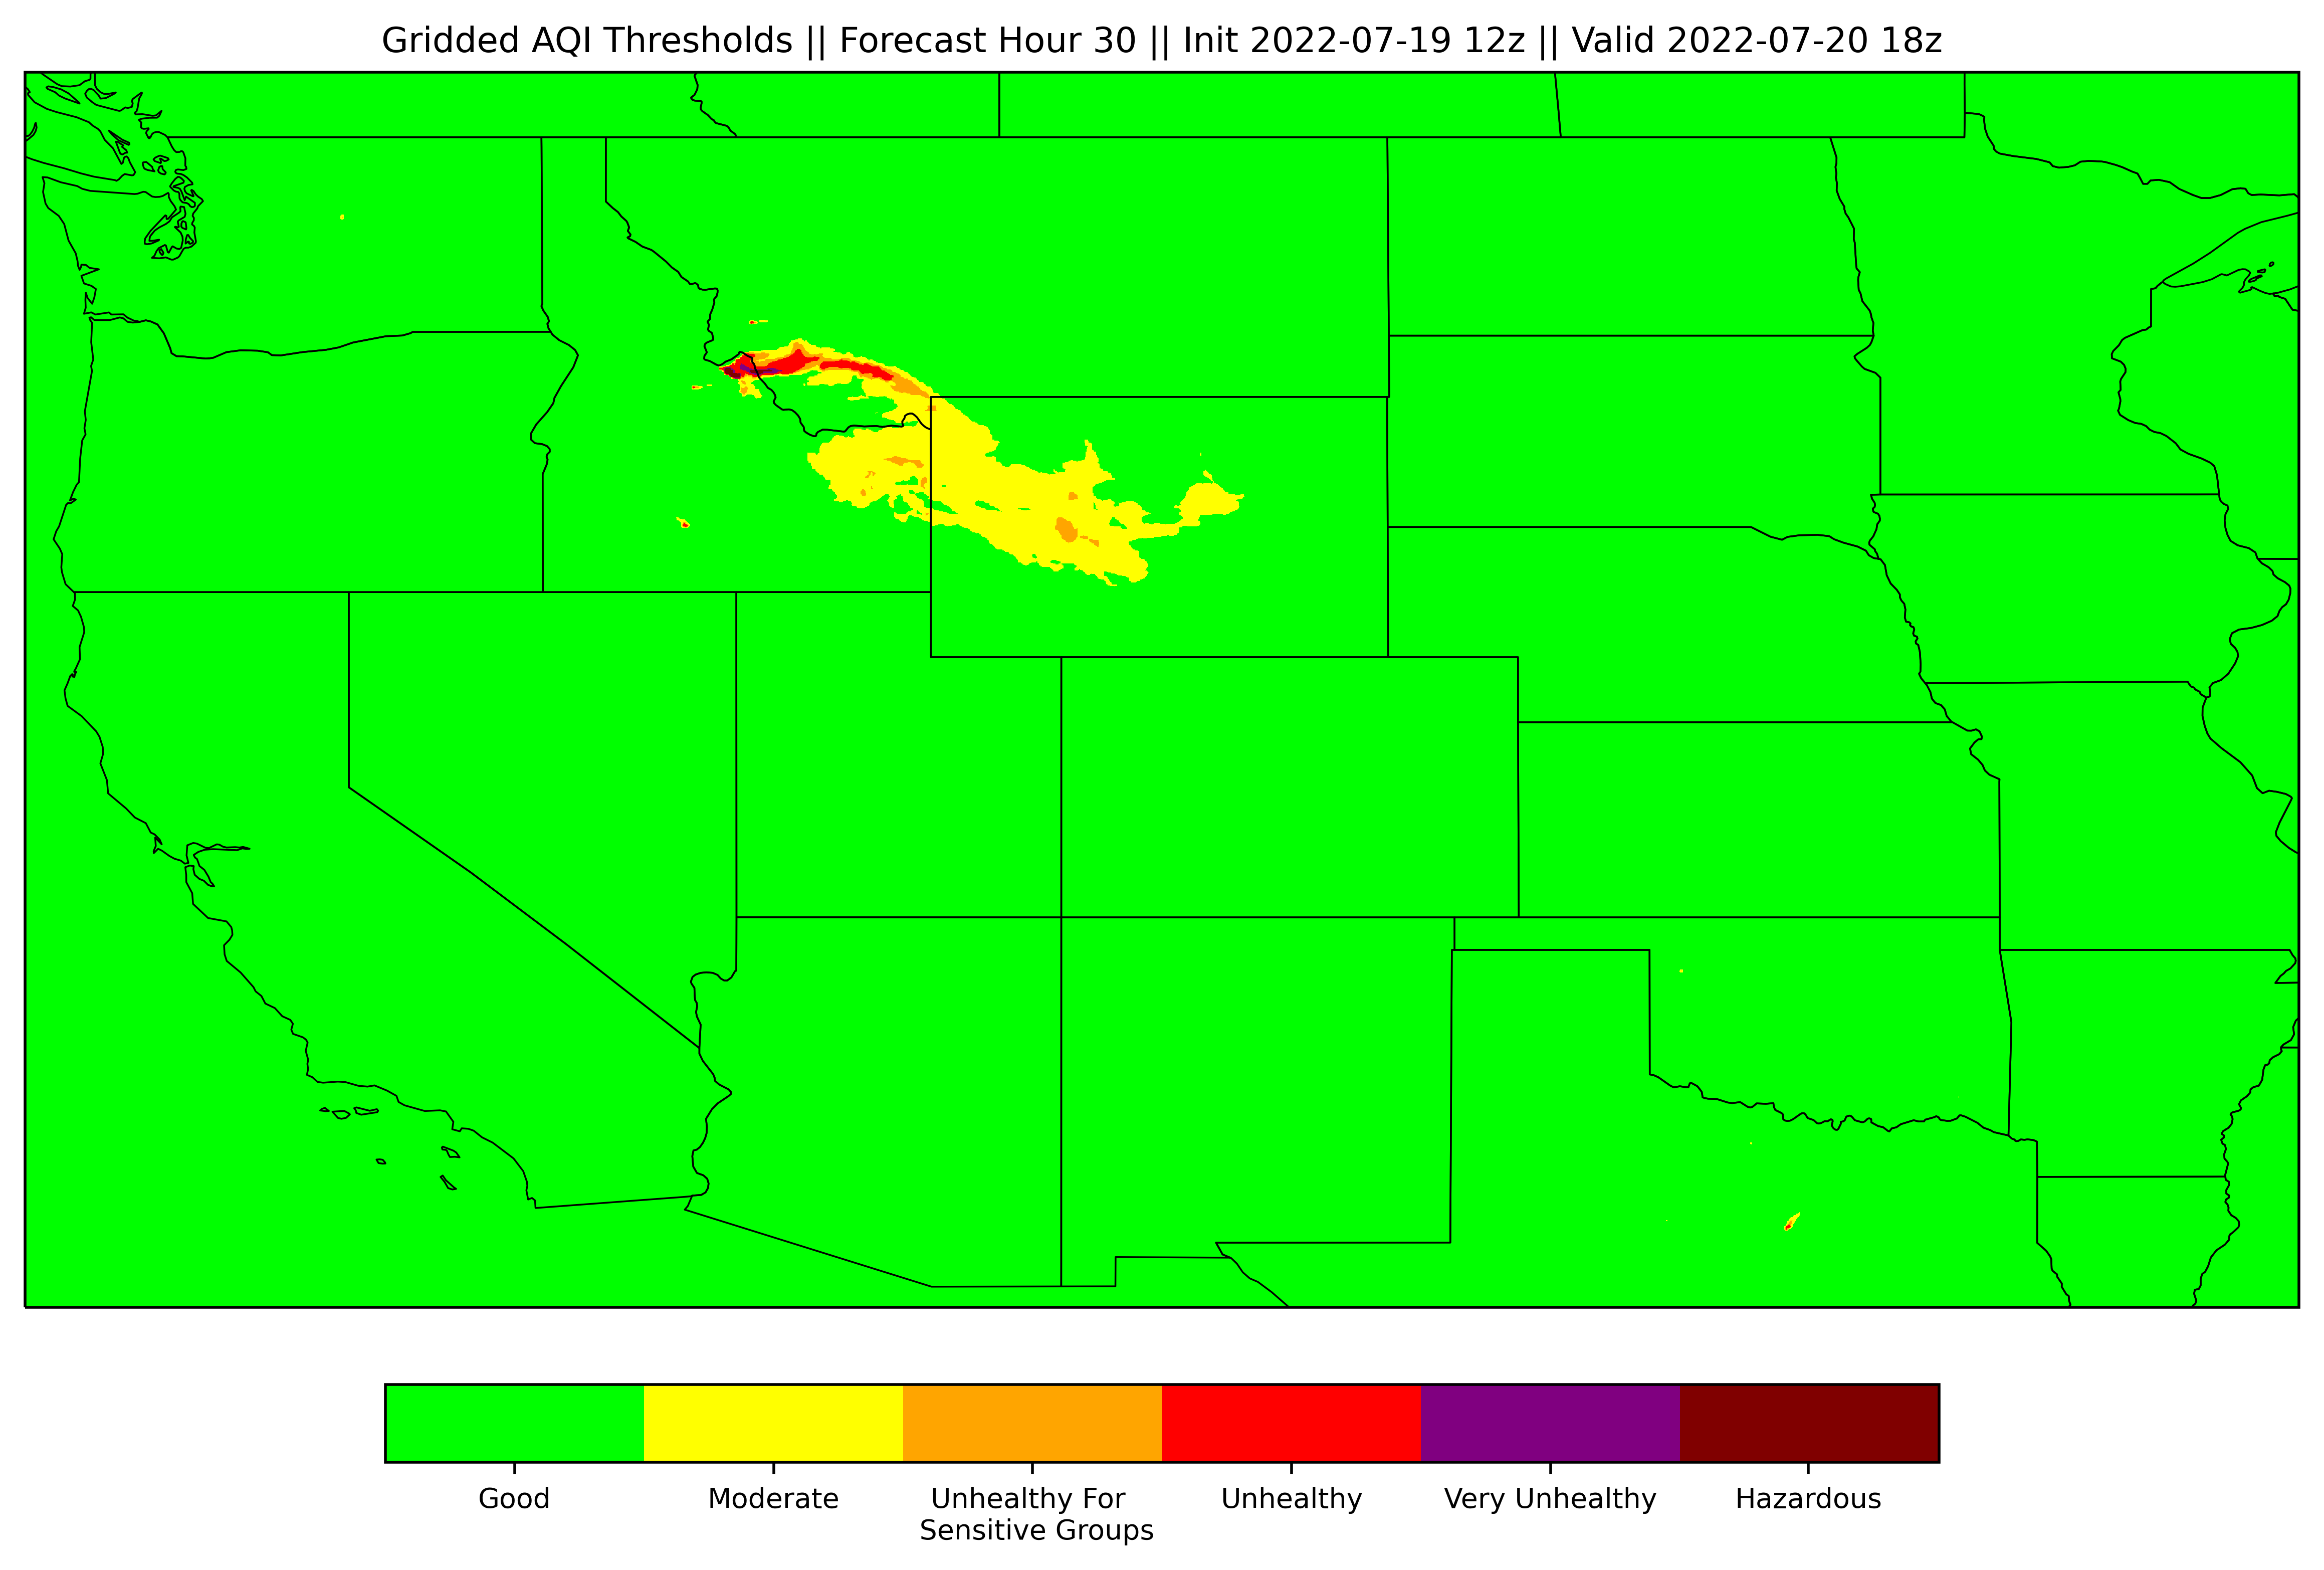 Gridded AQI Thresholds || Forecast Hour 30 || Init 2022-07-19 12z || Valid 2022-07-20 18z
Good
Moderate
Unhealthy For
Sensitive Groups
Unhealthy
Very Unhealthy
Hazardous